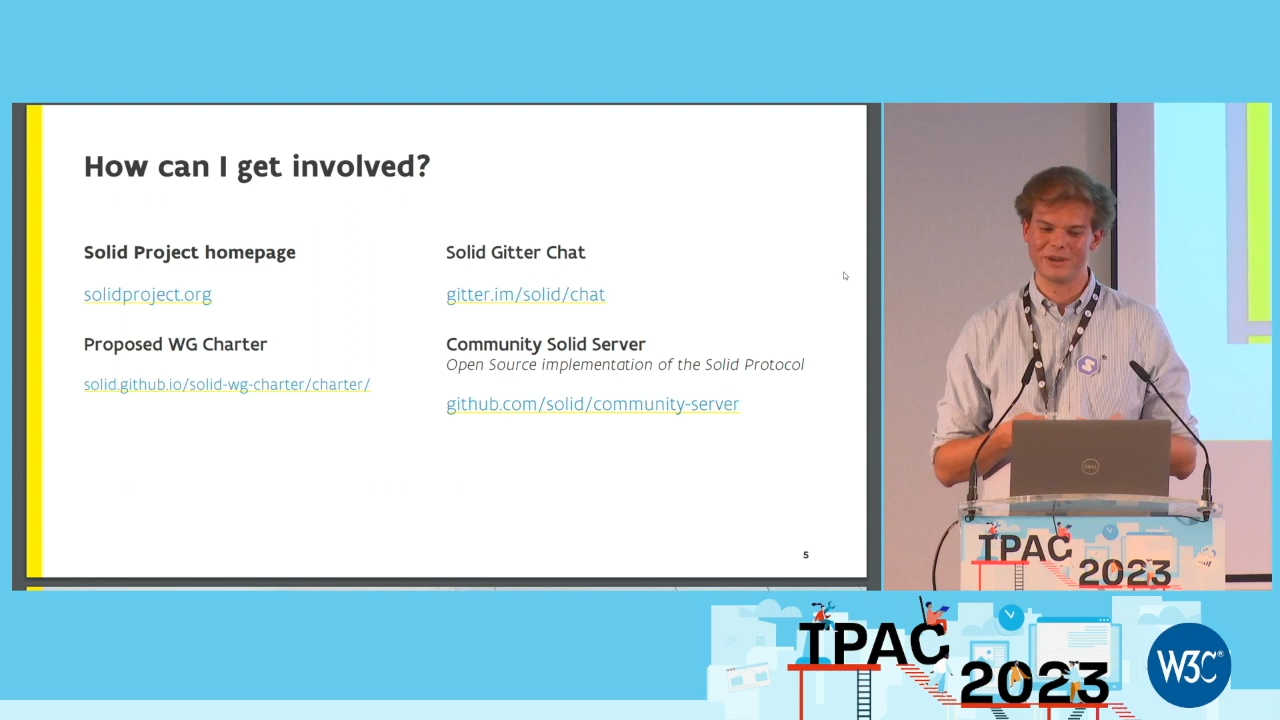 How can I get involved?
Solid Project homepage
solidproject.org
Proposed WG Charter
solid.github.io/solid-wg-charter/charter/
Solid Gitter Chat
gitter.im/solid/chat
Community Solid Server
Open Source implementation of the Solid Protocol
github.com/solid/community-server
5
DELL
TPAC
2023
TPAC
2023
W3C®